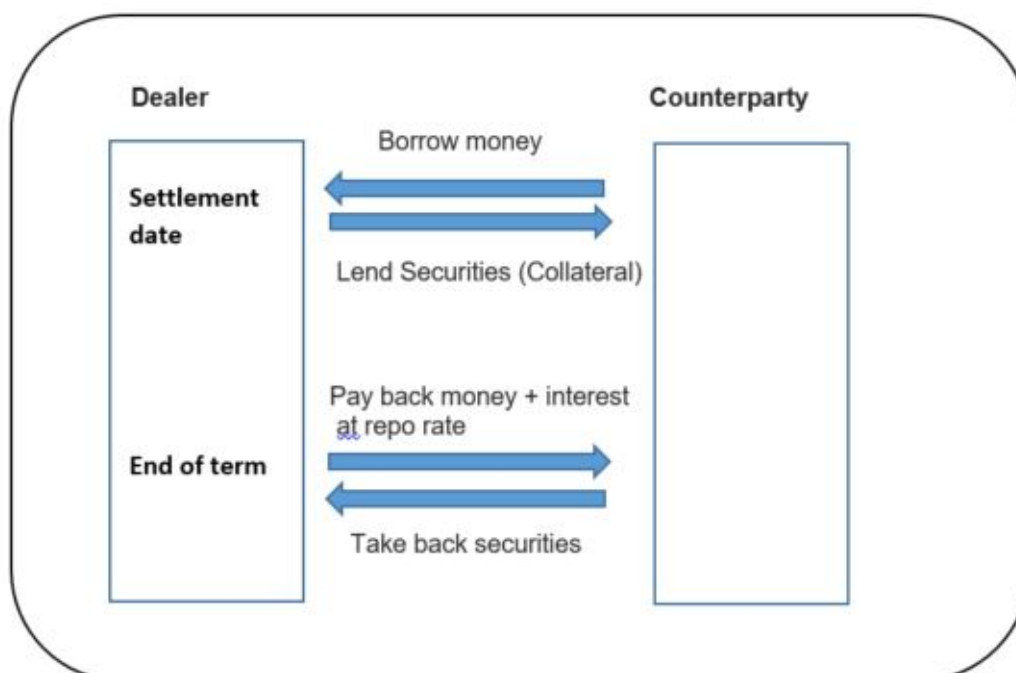 Dealer
Counterparty
Borrow money
Settlement
date
Lend Securities (Collateral)
Pay back money + interest
at repo rate
End of term
Take back securities